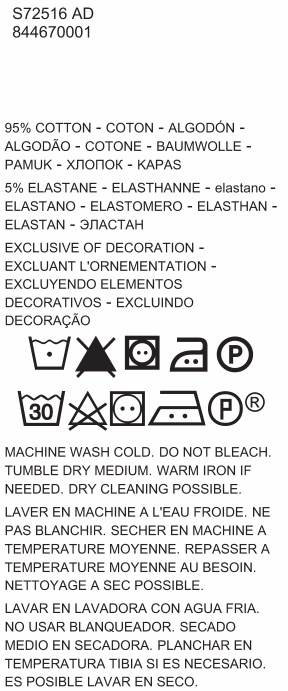 S72516 AD
844670001
95% COTTON - COTON - ALGODÓN -
ALGODÃO - COTONE - BAUMWOLLE -
PAMUK - ХЛОПОК - KAPAS
5% ELASTANE - ELASTHANNE - elastano -
ELASTANO - ELASTOMERO - ELASTHAN -
ELASTAN - ЭЛАСТАН
EXCLUSIVE OF DECORATION -
EXCLUANT L'ORNEMENTATION -
EXCLUYENDO ELEMENTOS
DECORATIVOS - EXCLUINDO
DECORAÇÃO
P
30 P ®
MACHINE WASH COLD. DO NOT BLEACH.
TUMBLE DRY MEDIUM. WARM IRON IF
NEEDED. DRY CLEANING POSSIBLE.
LAVER EN MACHINE A L'EAU FROIDE. NE
PAS BLANCHIR. SECHER EN MACHINE A
TEMPERATURE MOYENNE. REPASSER A
TEMPERATURE MOYENNE AU BESOIN.
NETTOYAGE A SEC POSSIBLE.
LAVAR EN LAVADORA CON AGUA FRIA.
NO USAR BLANQUEADOR. SECADO
MEDIO EN SECADORA. PLANCHAR EN
TEMPERATURA TIBIA SI ES NECESARIO.
ES POSIBLE LAVAR EN SECO.